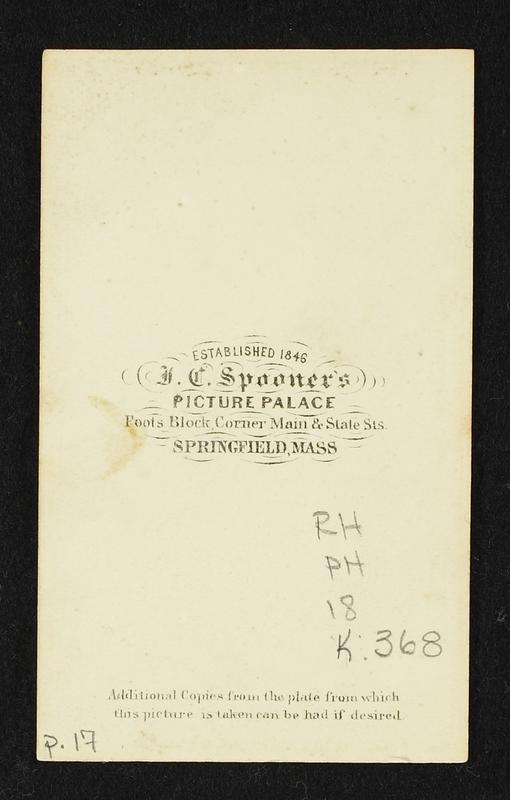 ESTABLISHED 1846
J. C. Spooner's
PICTURE PALACE
Foot's Block, Corner Main & State Sts.
SPRINGFIELD, MASS
RH
PH
18
K: 368
Additional Copies from the plate from which
this picture is taken can be had if desired.
p. 17